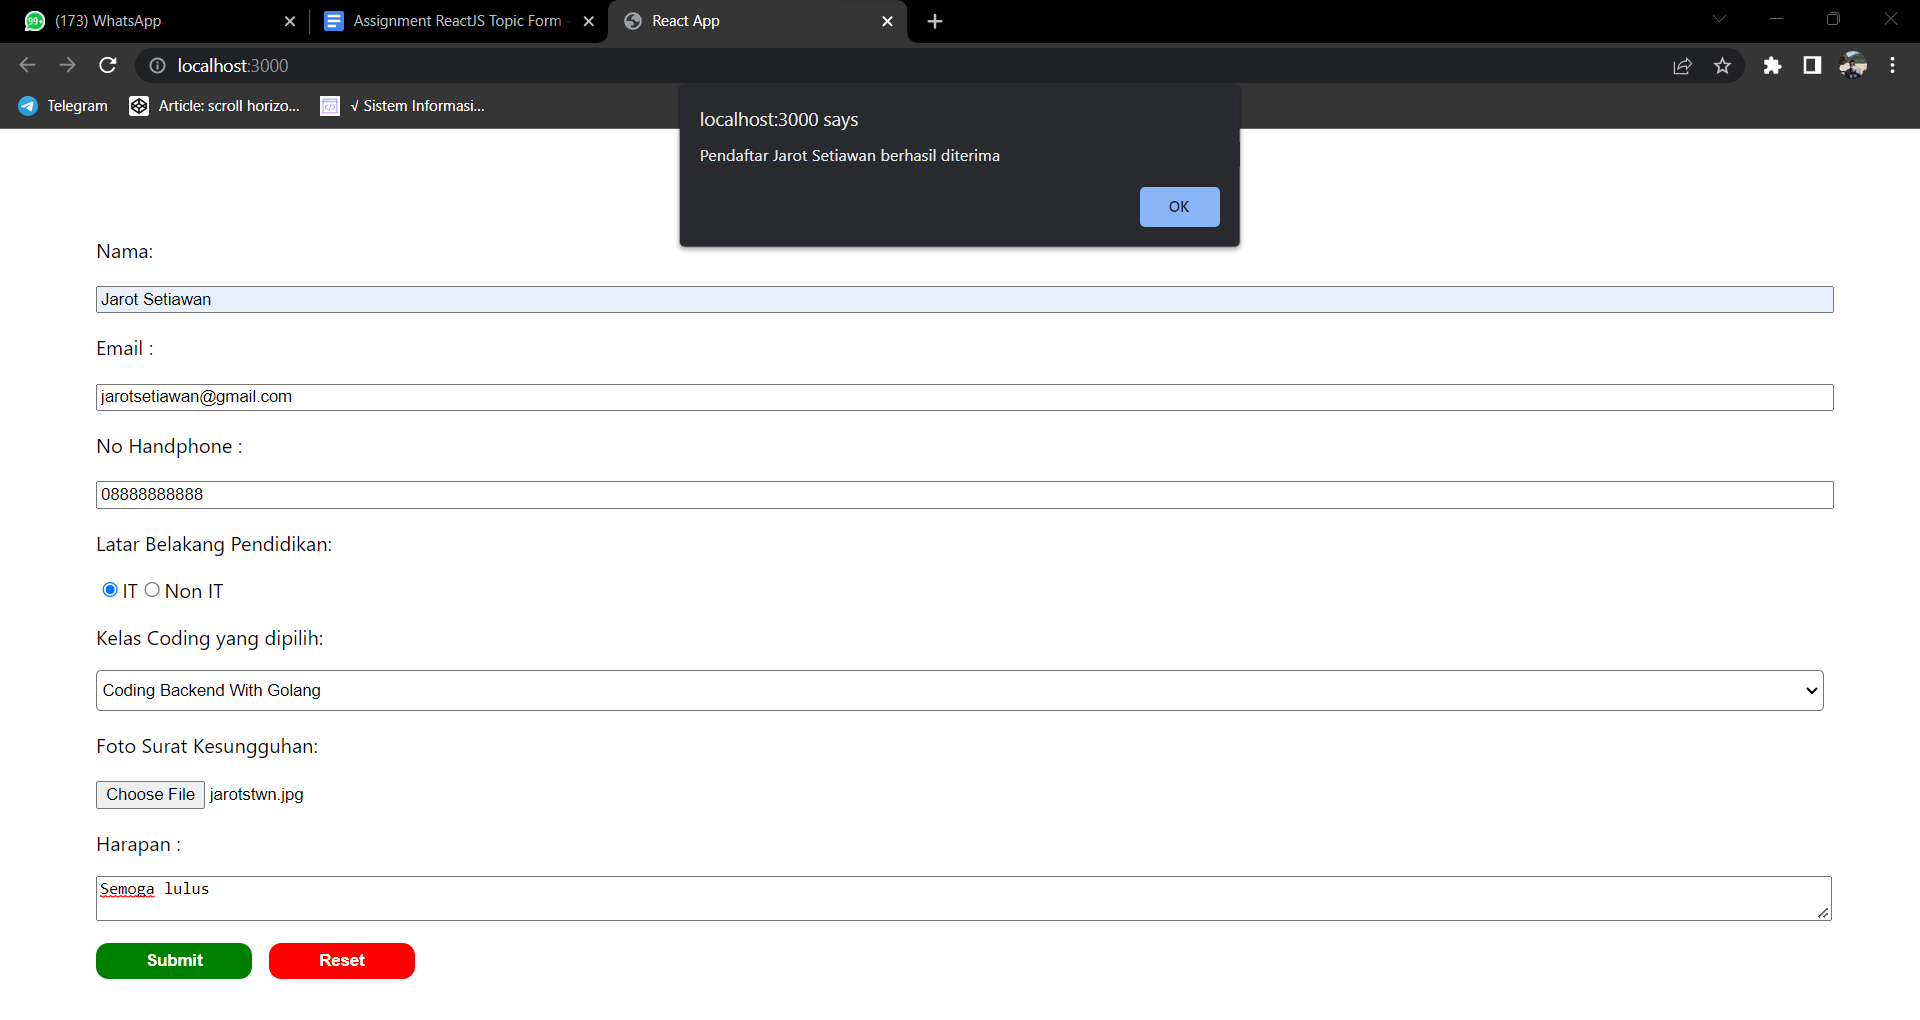 99+ (173) WhatsApp
Assignment ReactJS Topic Form
React App
localhost:3000
Telegram
Article: scroll horizo...
√ Sistem Informasi...
localhost:3000 says
Pendaftar Jarot Setiawan berhasil diterima
OK
Nama:
Jarot Setiawan
Email :
jarotsetiawan@gmail.com
No Handphone :
08888888888
Latar Belakang Pendidikan:
IT Non IT
Kelas Coding yang dipilih:
Coding Backend With Golang
Foto Surat Kesungguhan:
Choose File jarotstwn.jpg
Harapan :
Semoga lulus
Submit Reset